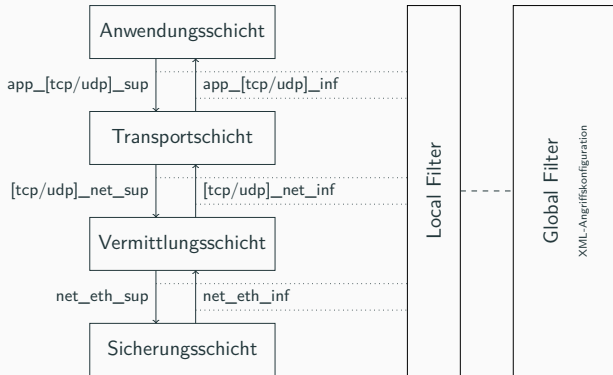 Anwendungsschicht
app_[tcp/udp]_sup
app_[tcp/udp]_inf
Transportschicht
[tcp/udp]_net_sup
[tcp/udp]_net_inf
Vermittlungsschicht
net_eth_sup
net_eth_inf
Sicherungsschicht
Local Filter
Global Filter
XML-Angriffskonfiguration